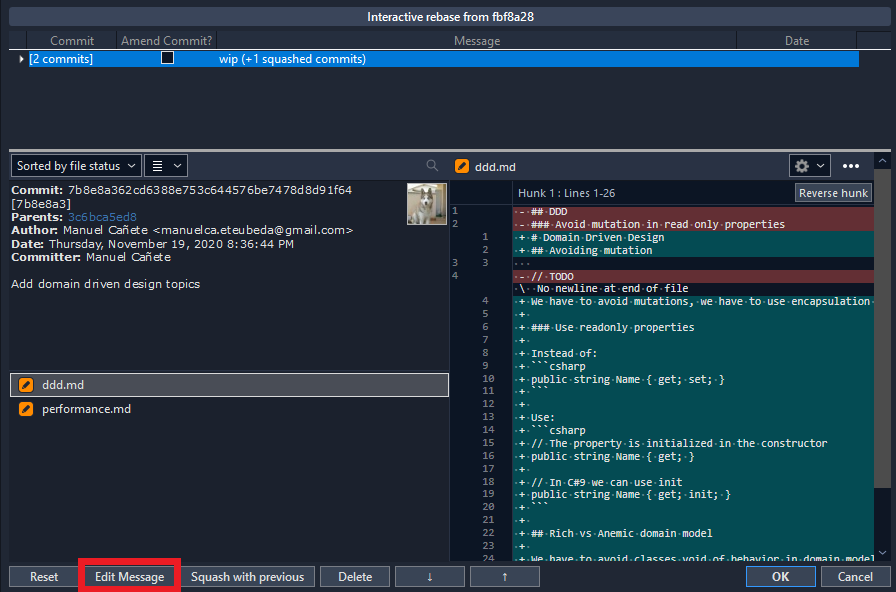 Interactive rebase from fbf8a28
Commit Amend Commit? Message Date
[2 commits] wip (+1 squashed commits)
Sorted by file status
ddd.md
Commit: 7b8e8a362cd6388e753c644576be7478d8d91f64
[7b8e8a3]
Parents: 3c6bca5ed8
Author: Manuel Cañete <manuelca.eteubeda@gmail.com>
Date: Thursday, November 19, 2020 8:36:44 PM
Committer: Manuel Cañete
Add domain driven design topics
ddd.md
performance.md
Hunk 1 : Lines 1-26
Reverse hunk
1 -·##·DDD
2 -·###·Avoid·mutation·in·read·only·properties
1 +·#·Domain·Driven·Design
2 +·##·Avoiding·mutation
3 3 ···
4 -·//·TODO
\··No·newline·at·end·of·file
4 +·We·have·to·avoid·mutations,·we·have·to·use·encapsulation·
5 +·
6 +·###·Use·readonly·properties
7 +·
8 +·Instead·of:
9 +·```csharp
10 +·public·string·Name·{·get;·set;·}
11 +·```
12 +·
13 +·Use:
14 +·```csharp
15 +·//·The·property·is·initialized·in·the·constructor
16 +·public·string·Name·{·get;·}
17 +·
18 +·//·In·C#9·we·can·use·init
19 +·public·string·Name·{·get;·init;·}
20 +·```
21 +·
22 +·##·Rich·vs·Anemic·domain·model
23 +·
24 +·We·have·to·avoid·classes·void·of·behavior·in·domain·model
Reset Edit Message Squash with previous Delete ↓ ↑ OK Cancel